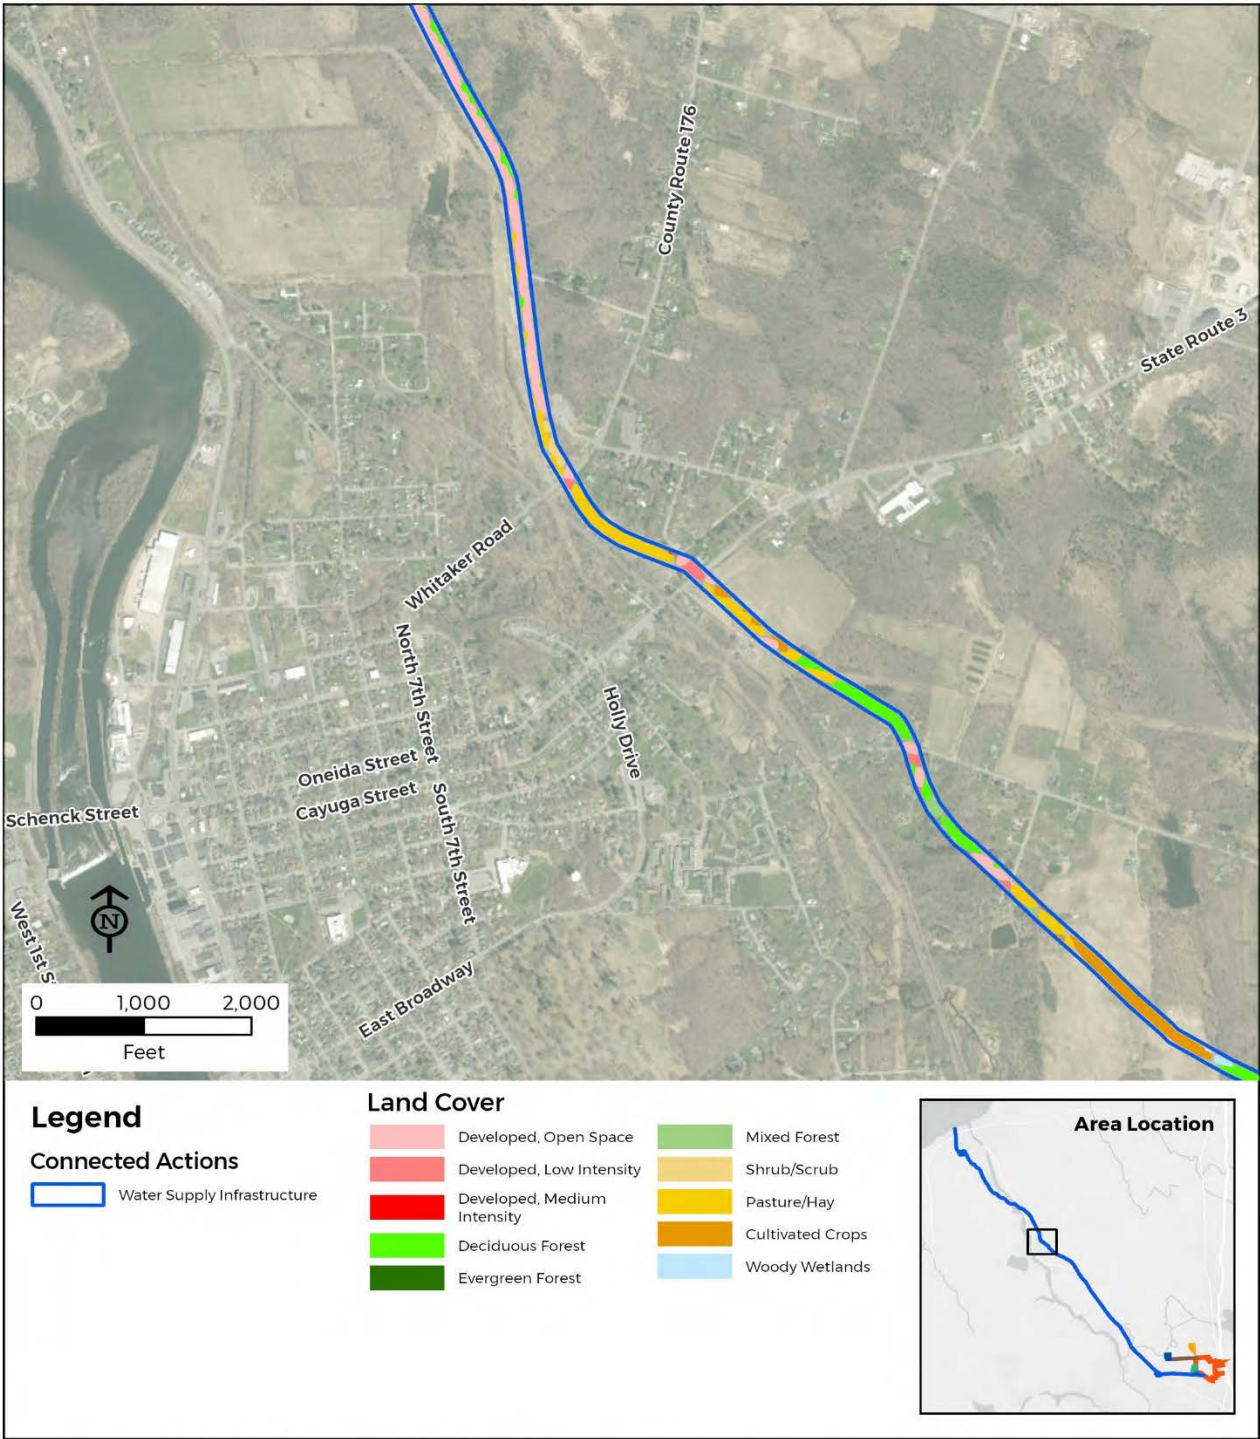 County Route 176
State Route 3
Whitaker Road
North 7th Street
Holly Drive
Oneida Street
Cayuga Street
Schenck Street
South 7th Street
N
West 1st S
East Broadway
0 1,000 2,000
Feet
Legend
Connected Actions
Water Supply Infrastructure
Land Cover
Developed, Open Space
Developed, Low Intensity
Developed, Medium
Intensity
Deciduous Forest
Evergreen Forest
Mixed Forest
Shrub/Scrub
Pasture/Hay
Cultivated Crops
Woody Wetlands
Area Location